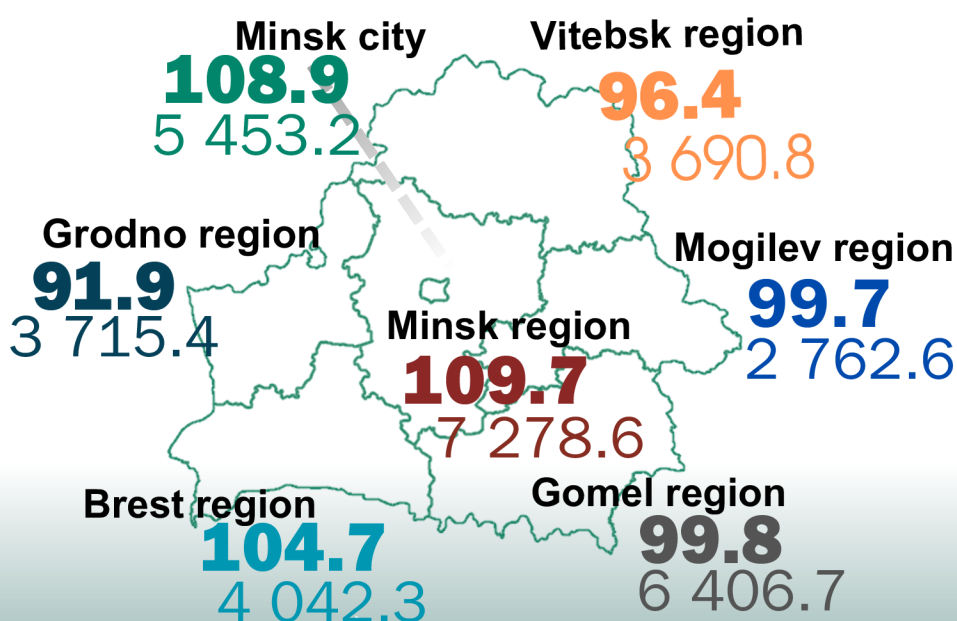 Minsk city
108.9
5 453.2
Vitebsk region
96.4
3 690.8
Grodno region
91.9
3 715.4
Mogilev region
99.7
2 762.6
Minsk region
109.7
7 278.6
Brest region
104.7
4 042.3
Gomel region
99.8
6 406.7